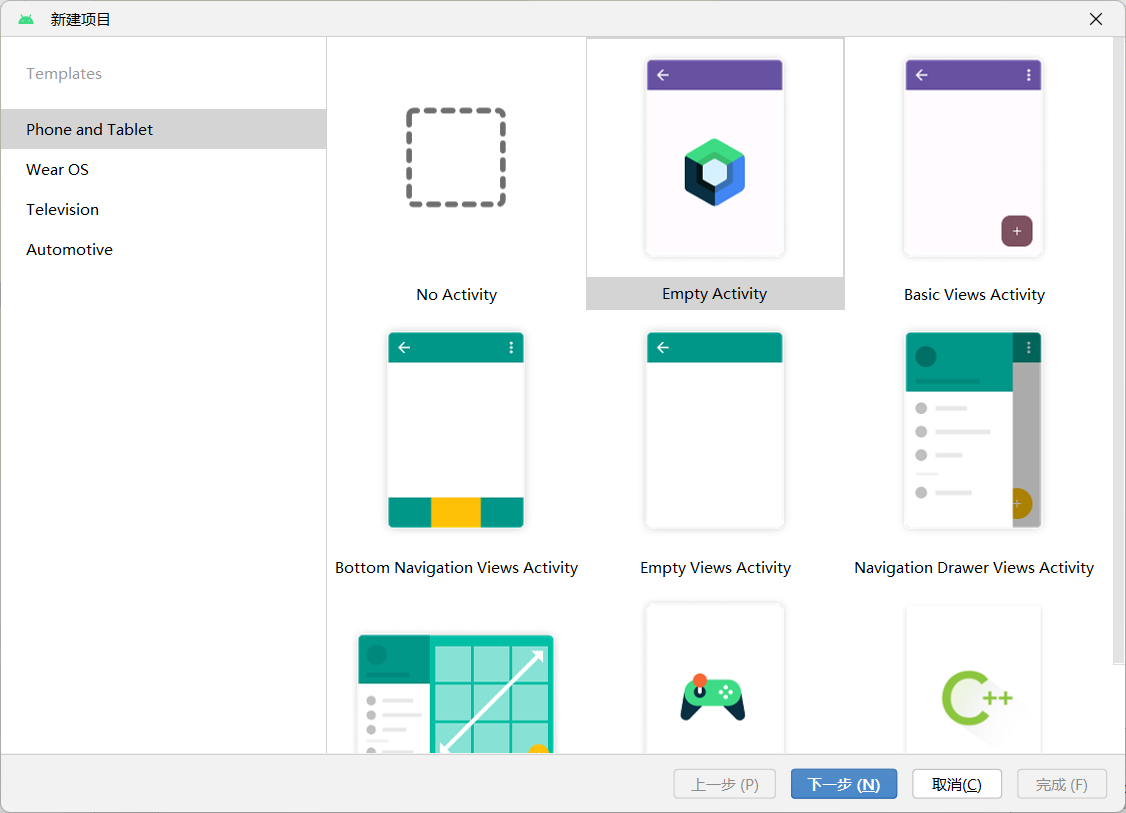 新建项目
Templates
Phone and Tablet
Wear OS
Television
Automotive
No Activity
Empty Activity
Basic Views Activity
Bottom Navigation Views Activity
Empty Views Activity
Navigation Drawer Views Activity
C++
上一步 (P)
下一步 (N)
取消(C)
完成 (F)